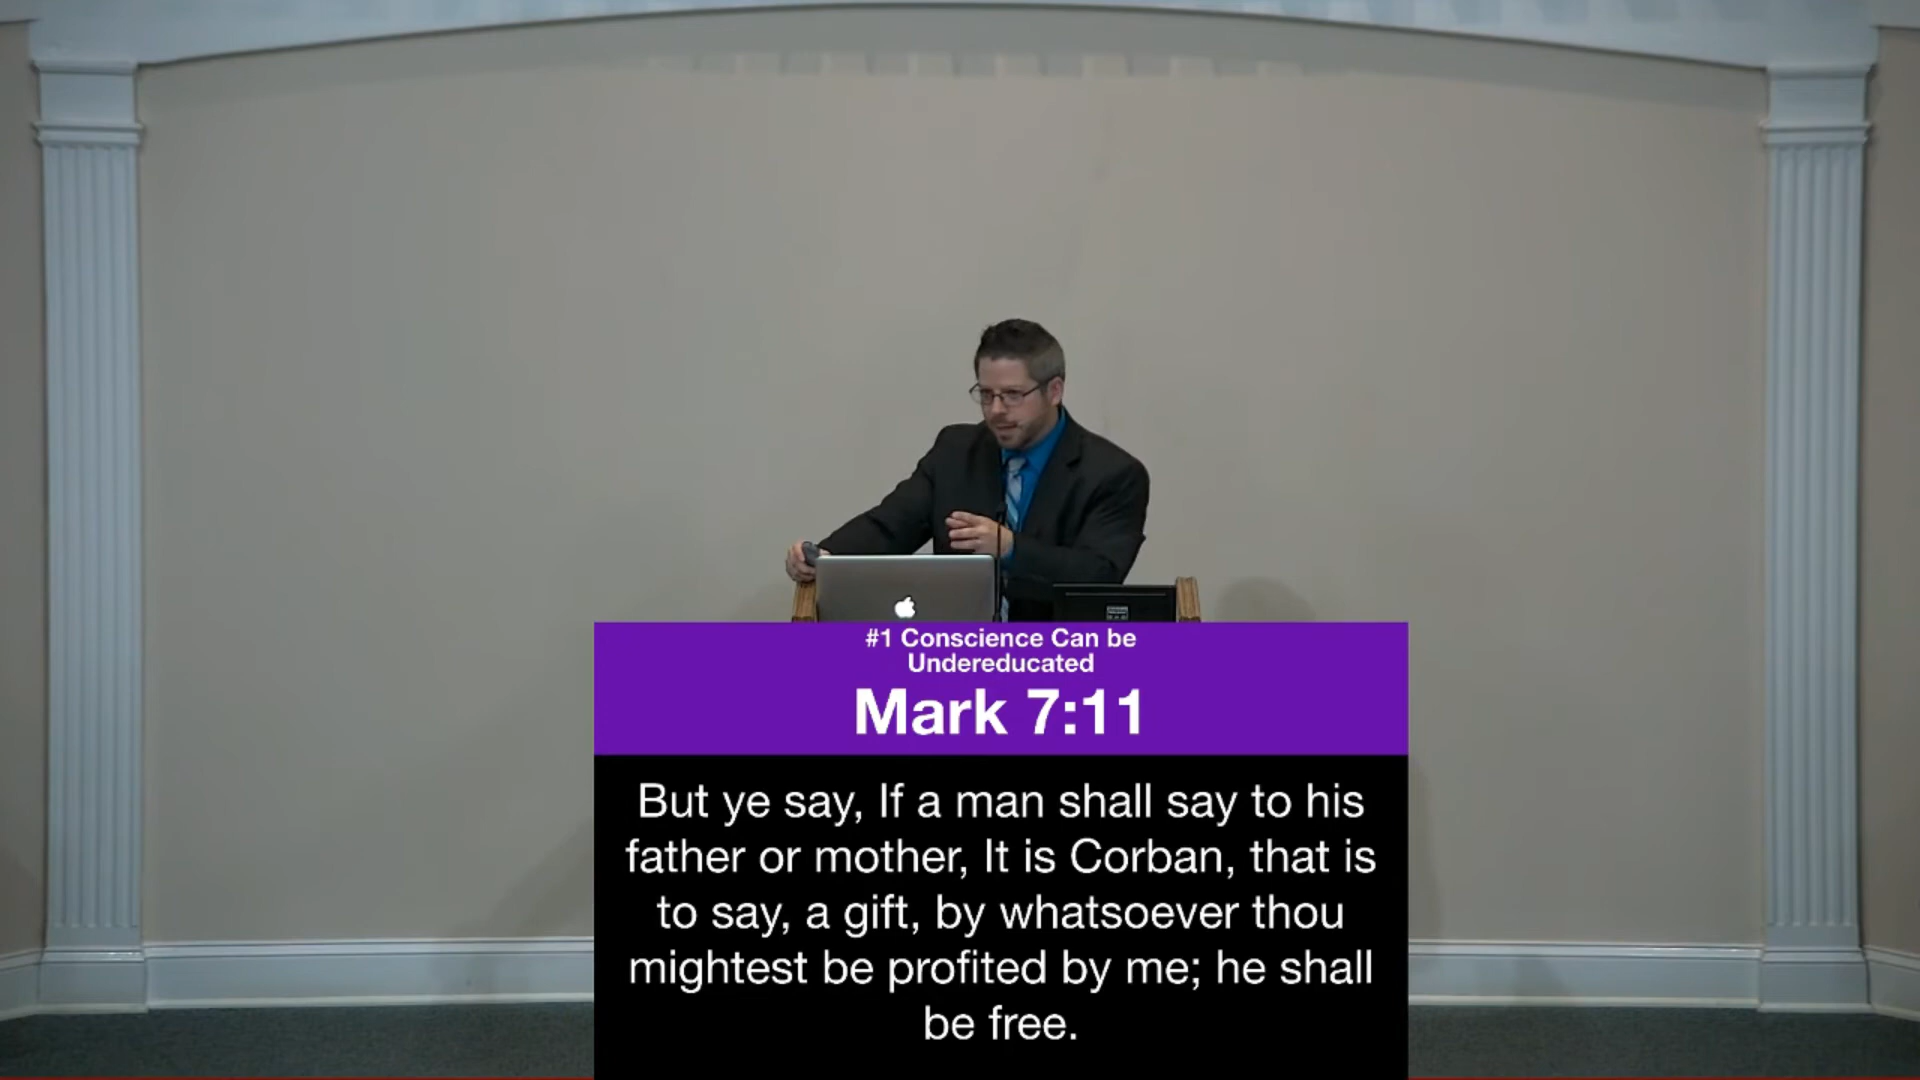 #1 Conscience Can be
Undereducated
Mark 7:11
But ye say, If a man shall say to his
father or mother, It is Corban, that is
to say, a gift, by whatsoever thou
mightest be profited by me; he shall
be free.